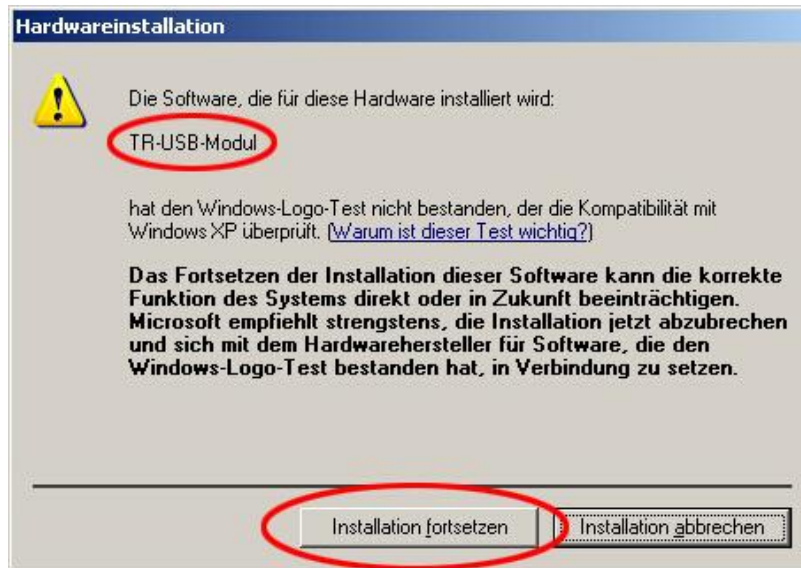 Hardwareinstallation
Die Software, die für diese Hardware installiert wird:
TR-USB-Modul
hat den Windows-Logo-Test nicht bestanden, der die Kompatibilität mit
Windows XP überprüft. (Warum ist dieser Test wichtig?)
Das Fortsetzen der Installation dieser Software kann die korrekte
Funktion des Systems direkt oder in Zukunft beeinträchtigen.
Microsoft empfiehlt strengstens, die Installation jetzt abzubrechen
und sich mit dem Hardwarehersteller für Software, die den
Windows-Logo-Test bestanden hat, in Verbindung zu setzen.
Installation fortsetzen Installation abbrechen